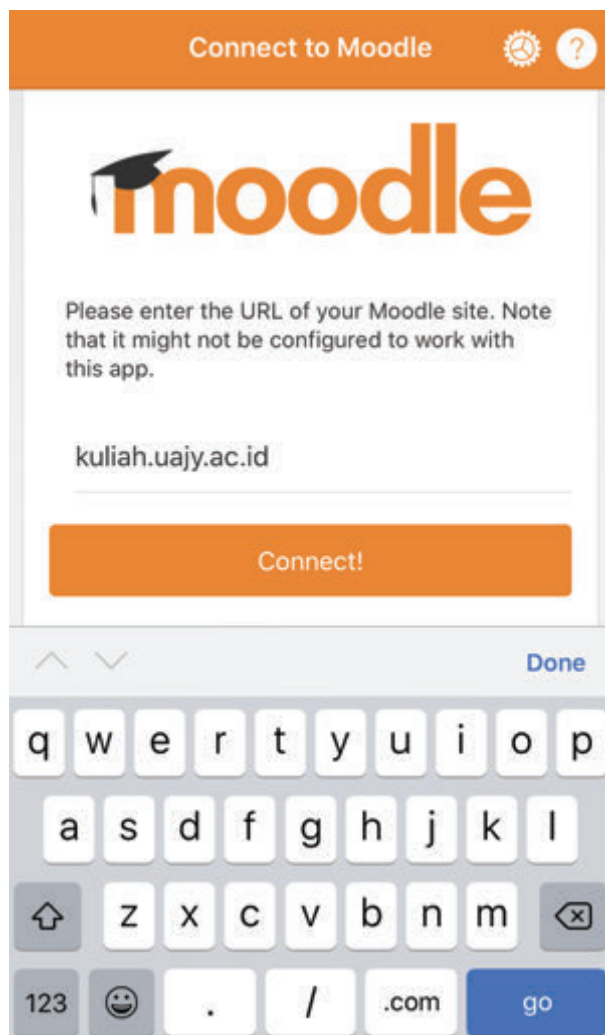 Connect to Moodle ?
moodle
Please enter the URL of your Moodle site. Note
that it might not be configured to work with
this app.
kuliah.uajy.ac.id
Connect!
Done
q w e r t y u i o p
a s d f g h j k l
z x c v b n m
123 . / .com go